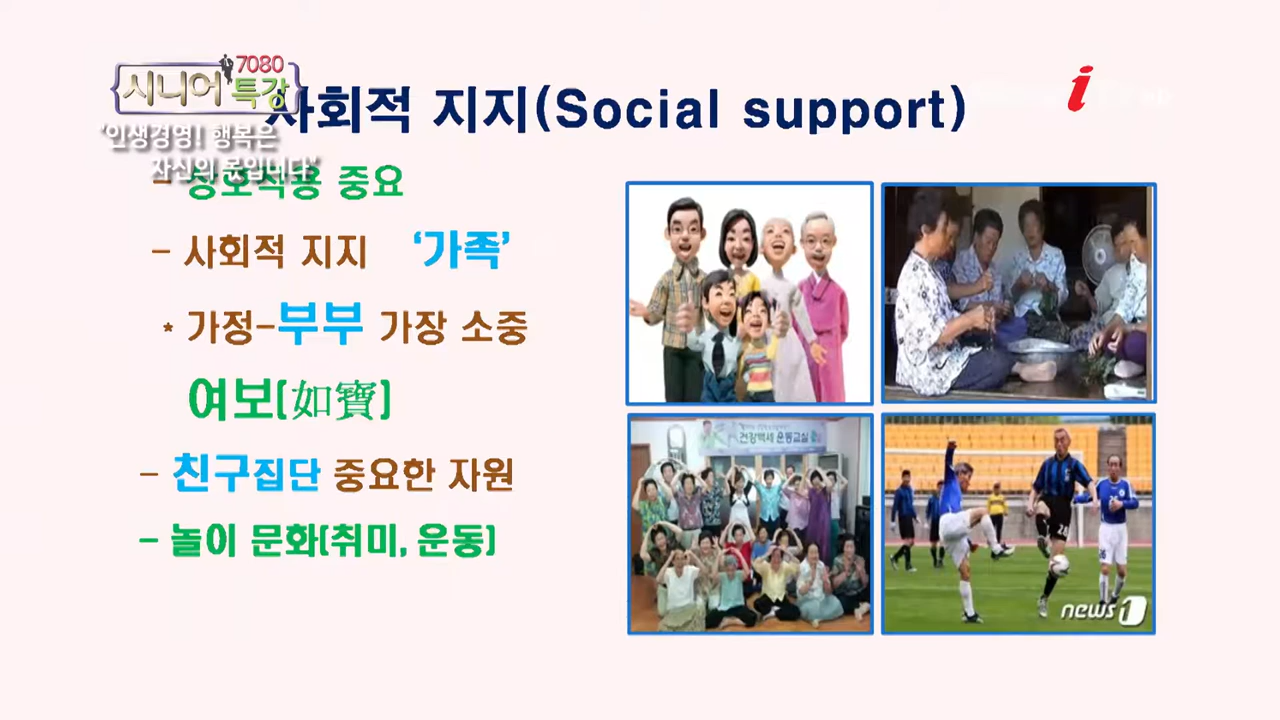 7080
시니어 특강
'인생경영! 행복은
자신의 몫입니다"
사회적 지지(Social support)
- 상호작용 중요
- 사회적 지지 ‘가족’
* 가정-부부 가장 소중
여보(如寶)
- 친구집단 중요한 자원
- 놀이 문화(취미, 운동)
i
건강백세 운동교실
28
26
news1